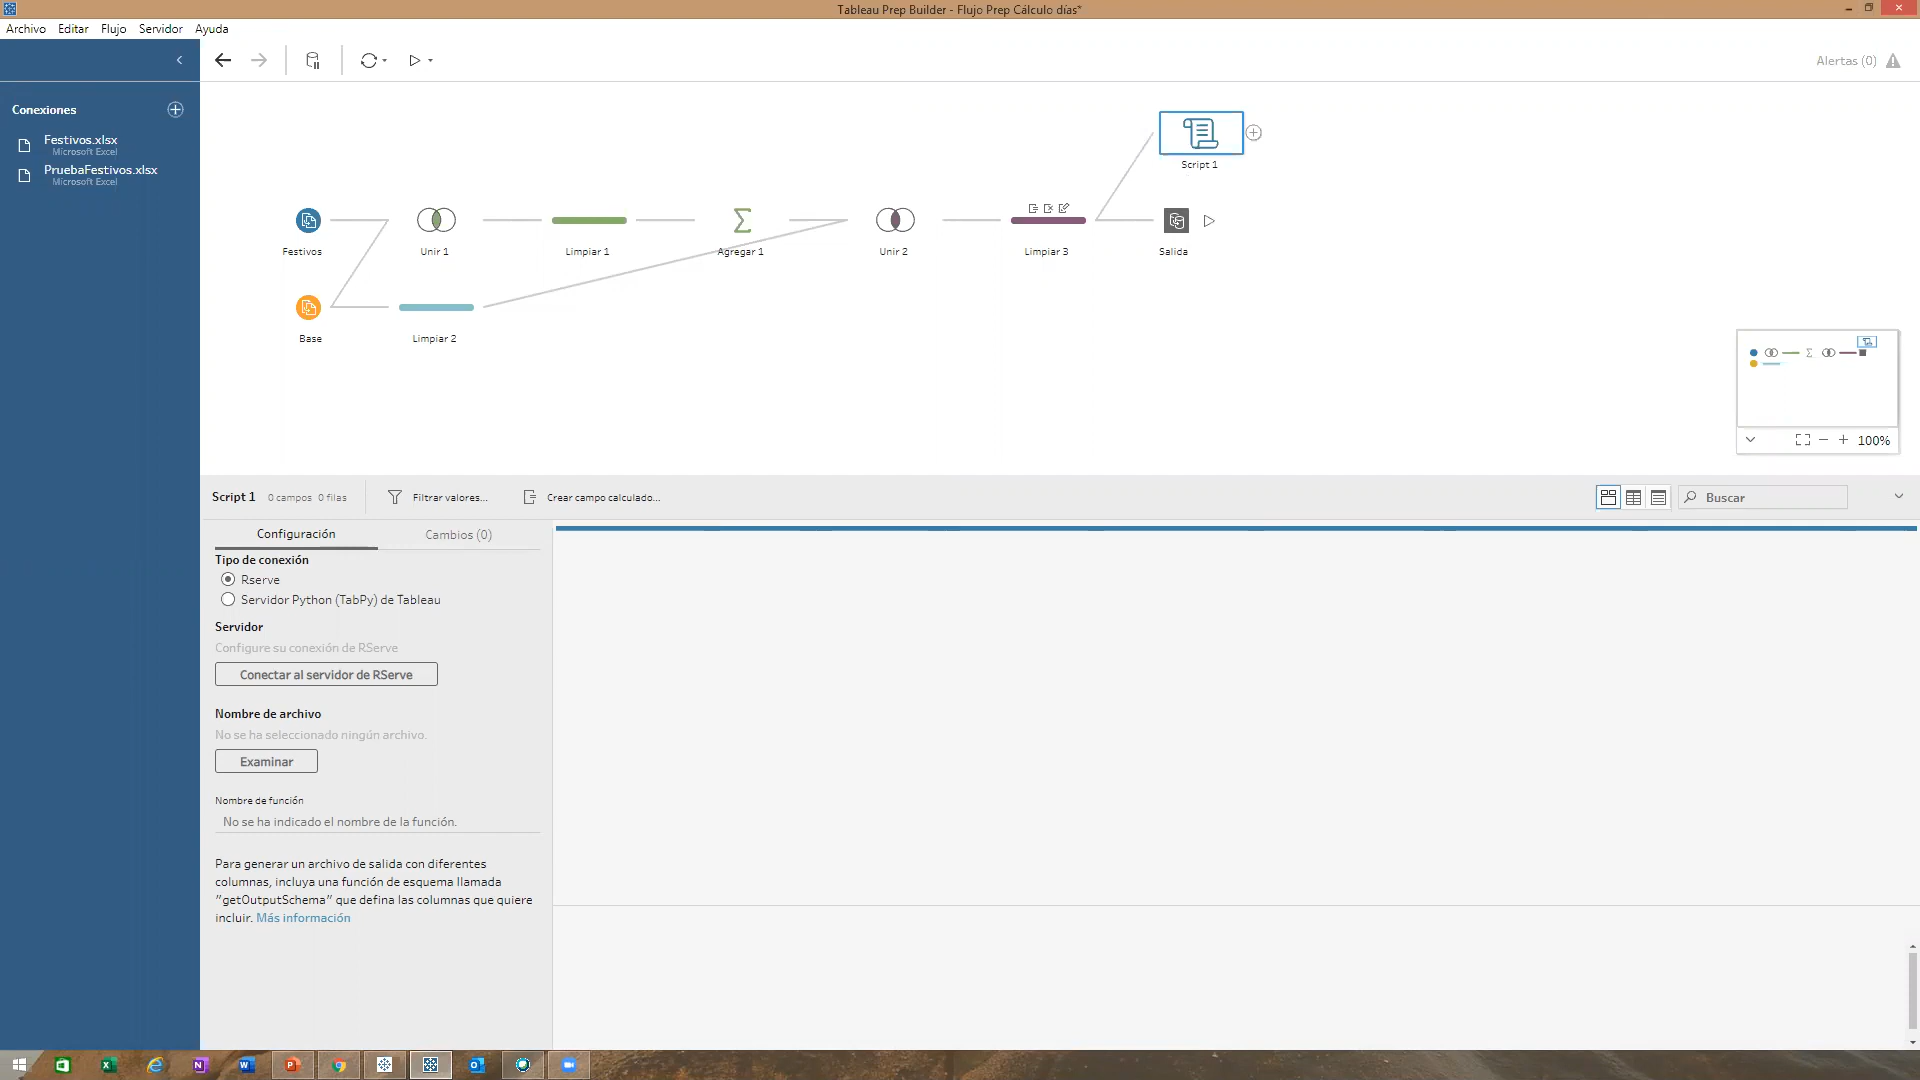 Tableau Prep Builder - Flujo Prep Cálculo días*
Archivo Editar Flujo Servidor Ayuda
Alertas (0)
Conexiones
Festivos.xlsx
Microsoft Excel
PruebaFestivos.xlsx
Microsoft Excel
Script 1
Festivos
Unir 1
Limpiar 1
Agregar 1
Unir 2
Limpiar 3
Salida
Base
Limpiar 2
100%
Script 1 0 campos 0 filas Filtrar valores... Crear campo calculado... Buscar
Configuración Cambios (0)
Tipo de conexión
Rserve
Servidor Python (TabPy) de Tableau
Servidor
Configure su conexión de RServe
Conectar al servidor de RServe
Nombre de archivo
No se ha seleccionado ningún archivo.
Examinar
Nombre de función
No se ha indicado el nombre de la función.
Para generar un archivo de salida con diferentes
columnas, incluya una función de esquema llamada
"getOutputSchema" que defina las columnas que quiere
incluir. Más información